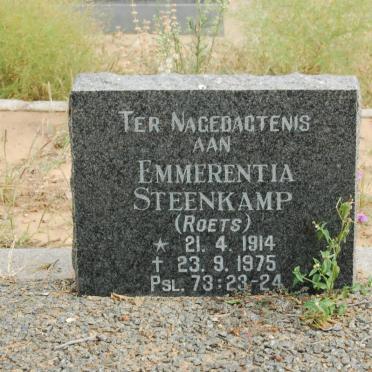 TER NAGEDAGTENIS
AAN
EMMERENTIA
STEENKAMP
(ROETS)
* 21. 4. 1914
† 23. 9. 1975
PSL. 73:23-24